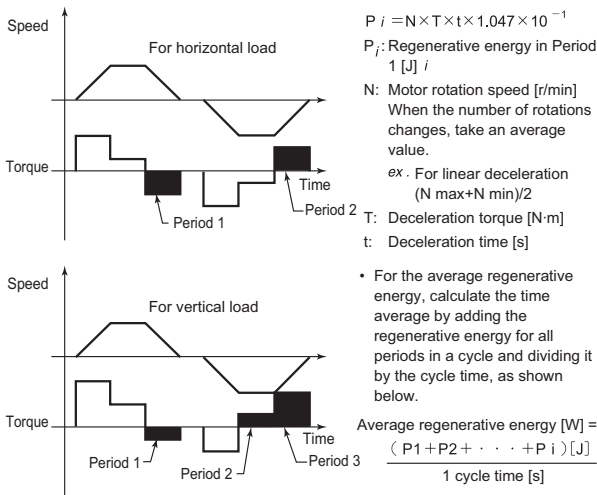 Speed
For horizontal load
Torque
Time
Period 1
Period 2
Speed
For vertical load
Torque
Time
Period 1
Period 2
Period 3
P i =N×T×t×1.047×10 ⁻¹
Pi: Regenerative energy in Period
1 [J] i
N: Motor rotation speed [r/min]
When the number of rotations
changes, take an average
value.
ex . For linear deceleration
(N max+N min)/2
T: Deceleration torque [N·m]
t: Deceleration time [s]
• For the average regenerative
energy, calculate the time
average by adding the
regenerative energy for all
periods in a cycle and dividing it
by the cycle time, as shown
below.
Average regenerative energy [W] =
( P1+P2+ · · · +P i )[J]
1 cycle time [s]